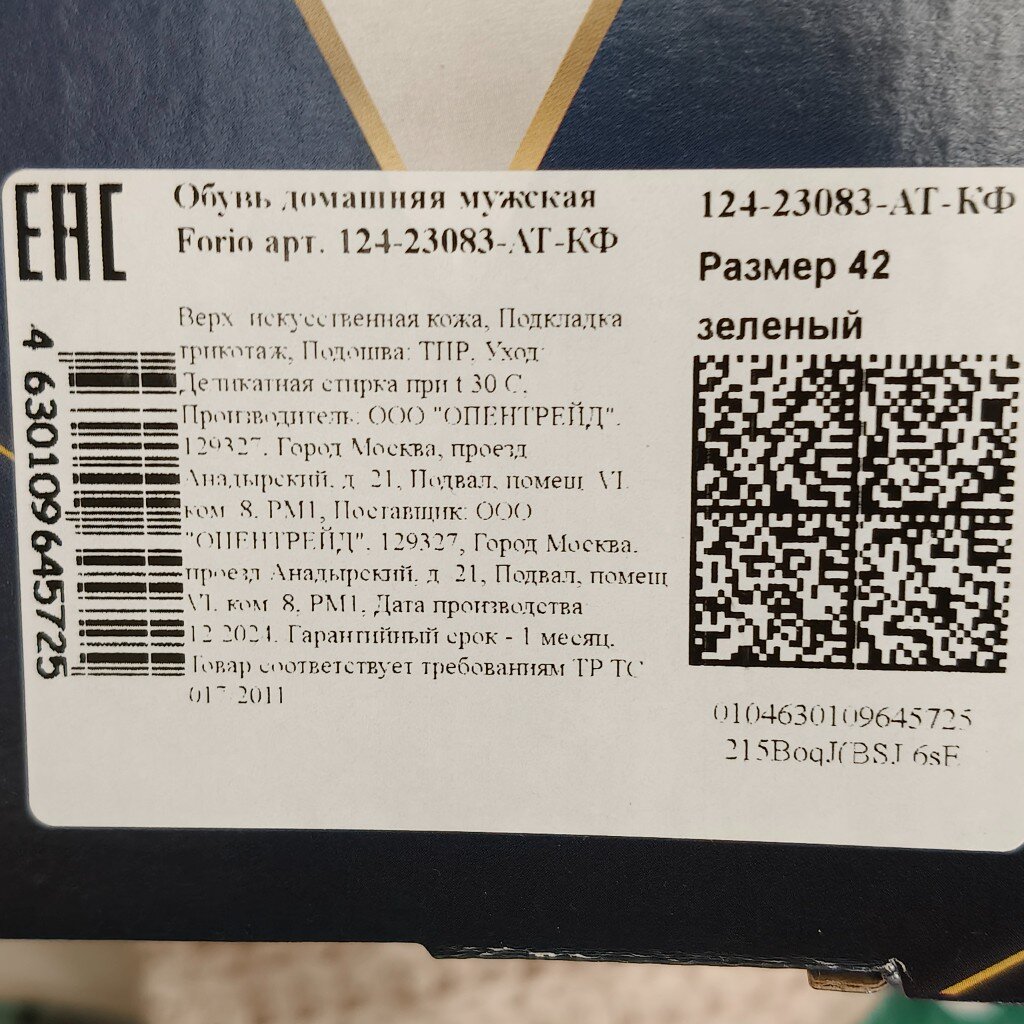 ЕАС
Обувь домашняя мужская
Forio арт. 124-23083-АТ-КФ
Верх искусственная кожа, Подкладка
трикотаж, Подошва: ТПР. Уход:
Деликатная стирка при t 30 С.
Производитель: ООО "ОПЕНТРЕЙД".
129327, Город Москва, проезд
Анадырский, д. 21, Подвал, помещ. VI,
ком. 8, РМ1, Поставщик: ООО
"ОПЕНТРЕЙД". 129327, Город Москва.
проезд Анадырский, д. 21, Подвал, помещ.
VI, ком. 8, РМ1, Дата производства
12.2024. Гарантийный срок - 1 месяц.
Товар соответствует требованиям ТР ТС
017 2011
4 630109 645725
124-23083-АТ-КФ
Размер 42
зеленый
0104630109645725